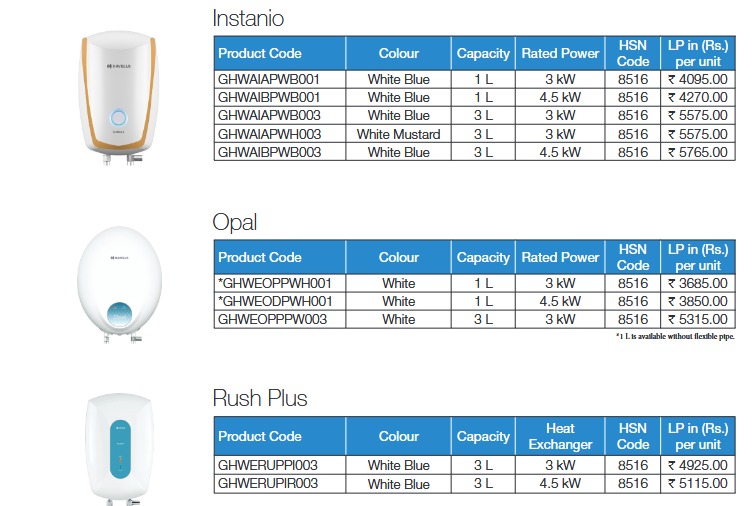 Instanio
HAVELLS
Product Code Colour Capacity Rated Power HSN Code LP in (Rs.) per unit
GHWAIAPWB001 White Blue 1 L 3 kW 8516 ₹ 4095.00
GHWAIBPWB001 White Blue 1 L 4.5 kW 8516 ₹ 4270.00
GHWAIAPWB003 White Blue 3 L 3 kW 8516 ₹ 5575.00
GHWAIAPWH003 White Mustard 3 L 3 kW 8516 ₹ 5575.00
GHWAIBPWB003 White Blue 3 L 4.5 kW 8516 ₹ 5765.00
Opal
HAVELLS
Product Code Colour Capacity Rated Power HSN Code LP in (Rs.) per unit
*GHWEOPPWH001 White 1 L 3 kW 8516 ₹ 3685.00
*GHWEODPWH001 White 1 L 4.5 kW 8516 ₹ 3850.00
GHWEOPPPW003 White 3 L 3 kW 8516 ₹ 5315.00
*1 L is available without flexible pipe.
Rush Plus
Product Code Colour Capacity Heat Exchanger HSN Code LP in (Rs.) per unit
GHWERUPPI003 White Blue 3 L 3 kW 8516 ₹ 4925.00
GHWERUPIR003 White Blue 3 L 4.5 kW 8516 ₹ 5115.00